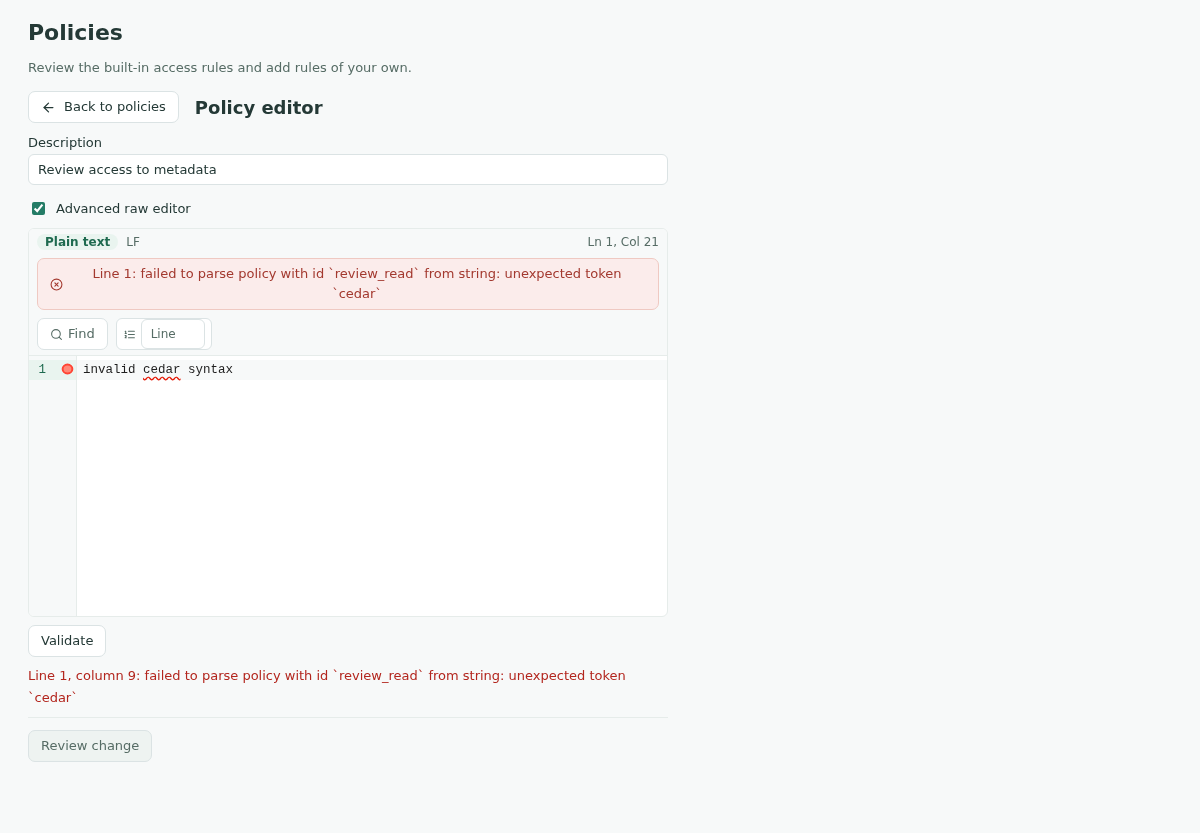 Policies
Review the built-in access rules and add rules of your own.
Back to policies
Policy editor
Description
Review access to metadata
Advanced raw editor
Plain text LF Ln 1, Col 21
Line 1: failed to parse policy with id `review_read` from string: unexpected token
`cedar`
Find Line
1 invalid cedar syntax
Validate
Line 1, column 9: failed to parse policy with id `review_read` from string: unexpected token
`cedar`
Review change